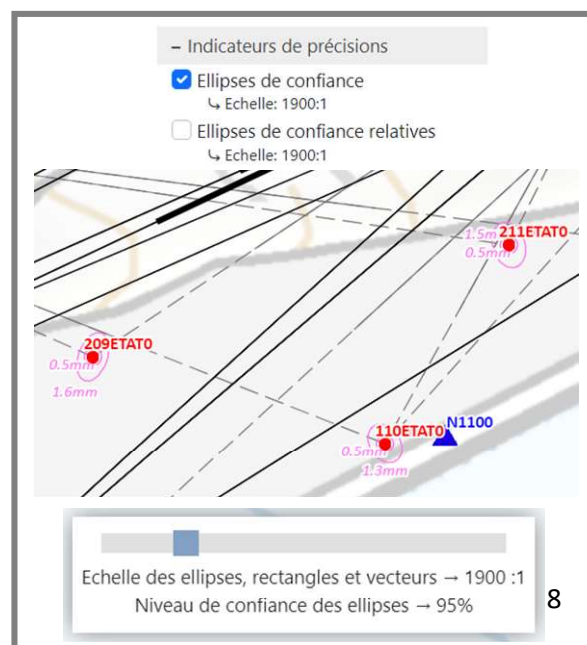 – Indicateurs de précisions
Ellipses de confiance
↳ Echelle: 1900:1
Ellipses de confiance relatives
↳ Echelle: 1900:1
211ETAT0
0.5mm
209ETAT0
0.5mm
1.6mm
N1100
110ETAT0
0.5mm
1.3mm
Echelle des ellipses, rectangles et vecteurs → 1900 :1
Niveau de confiance des ellipses → 95%
8